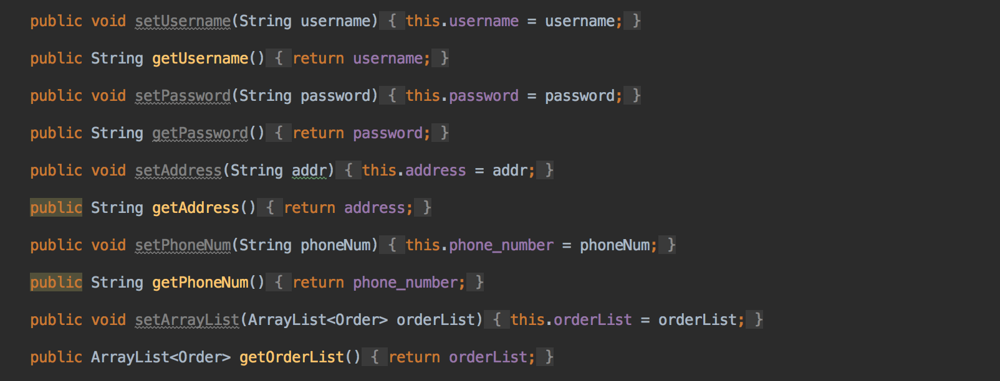 public void setUsername(String username) { this.username = username; }
public String getUsername() { return username; }
public void setPassword(String password) { this.password = password; }
public String getPassword() { return password; }
public void setAddress(String addr) { this.address = addr; }
public String getAddress() { return address; }
public void setPhoneNum(String phoneNum) { this.phone_number = phoneNum; }
public String getPhoneNum() { return phone_number; }
public void setArrayList(ArrayList<Order> orderList) { this.orderList = orderList; }
public ArrayList<Order> getOrderList() { return orderList; }